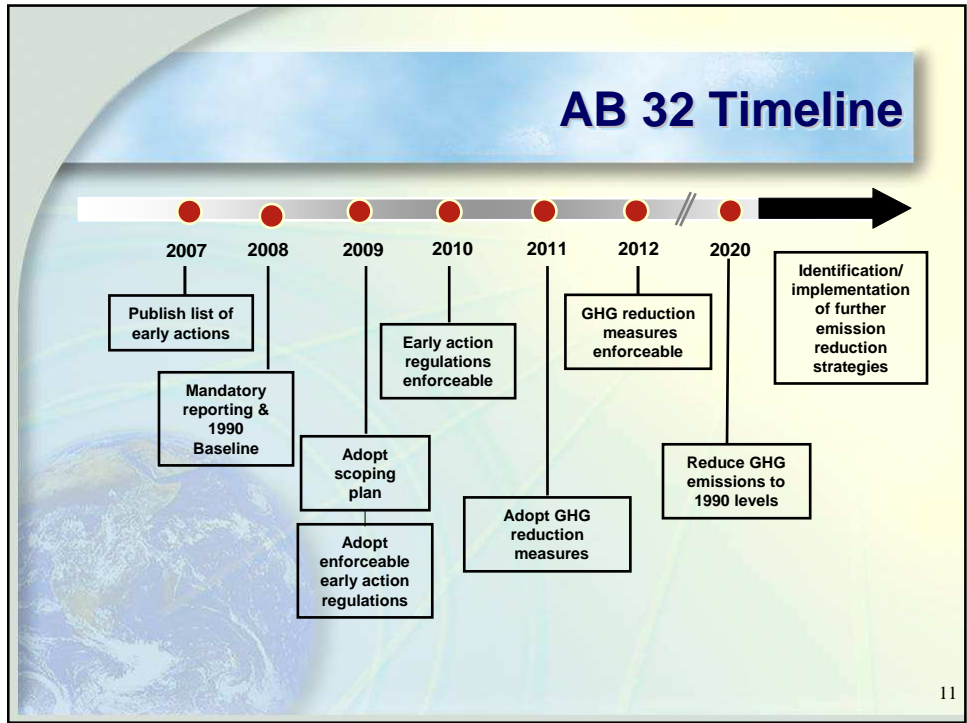 AB 32 Timeline
2007
2008
2009
2010
2011
2012
2020
Publish list of
early actions
Mandatory
reporting &
1990
Baseline
Adopt
scoping
plan
Adopt
enforceable
early action
regulations
Early action
regulations
enforceable
Adopt GHG
reduction
measures
GHG reduction
measures
enforceable
Reduce GHG
emissions to
1990 levels
Identification/
implementation
of further
emission
reduction
strategies
11